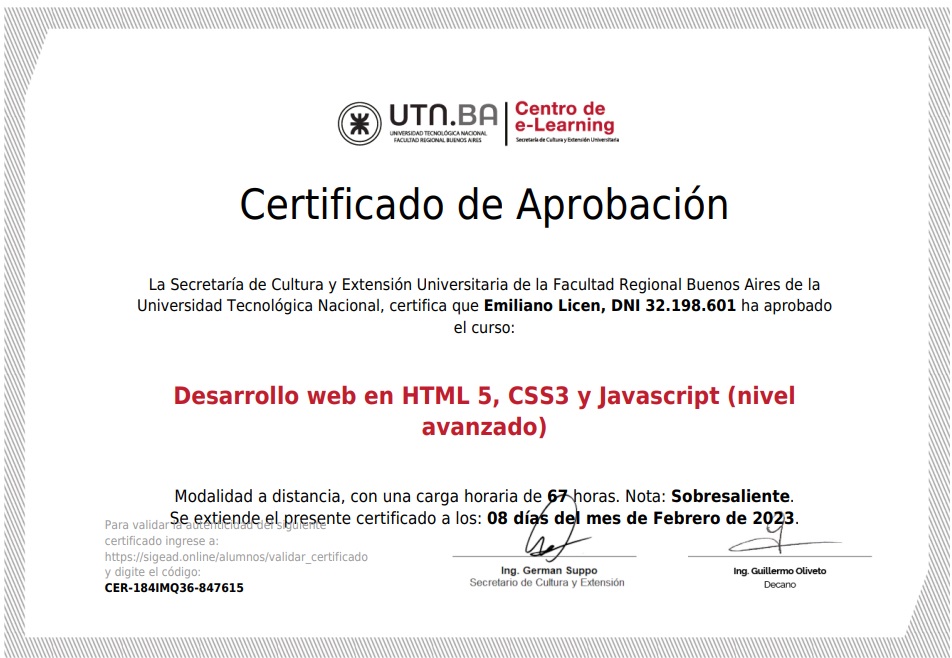 UTN.BA
UNIVERSIDAD TECNOLÓGICA NACIONAL
FACULTAD REGIONAL BUENOS AIRES
Centro de
e-Learning
Secretaría de Cultura y Extensión Universitaria
Certificado de Aprobación
La Secretaría de Cultura y Extensión Universitaria de la Facultad Regional Buenos Aires de la
Universidad Tecnológica Nacional, certifica que Emiliano Licen, DNI 32.198.601 ha aprobado
el curso:
Desarrollo web en HTML 5, CSS3 y Javascript (nivel
avanzado)
Modalidad a distancia, con una carga horaria de 67 horas. Nota: Sobresaliente.
Se extiende el presente certificado a los: 08 días del mes de Febrero de 2023.
Para validar la autenticidad del siguiente
certificado ingrese a:
https://sigead.online/alumnos/validar_certificado
y digite el código:
CER-184IMQ36-847615
Ing. German Suppo
Secretario de Cultura y Extensión
Ing. Guillermo Oliveto
Decano